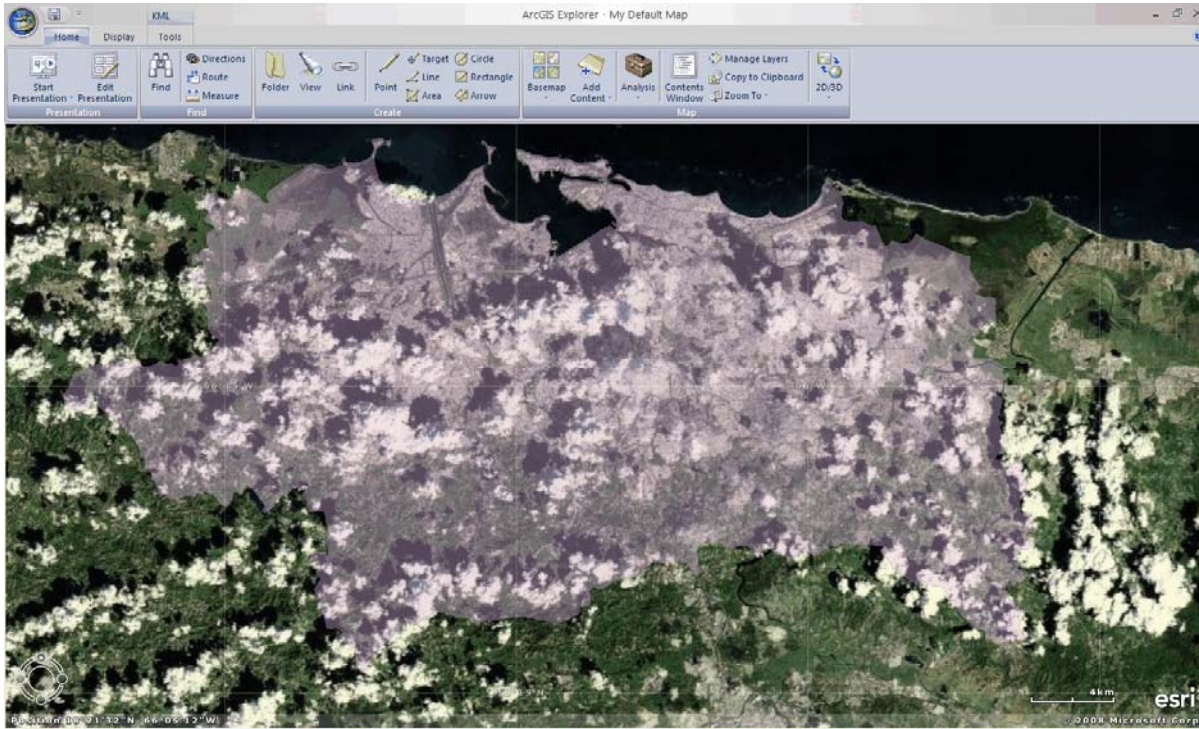 ArcGIS Explorer - My Default Map
KML
Home Display Tools
Start Presentation
Edit Presentation
Presentation
Find
Directions
Route
Measure
Find
Folder
View
Link
Point
Target
Line
Area
Circle
Rectangle
Arrow
Create
Basemap
Add Content
Analysis
Contents Window
Manage Layers
Copy to Clipboard
Zoom To
2D/3D
Map
4km
esri
© 2008 Microsoft Corp